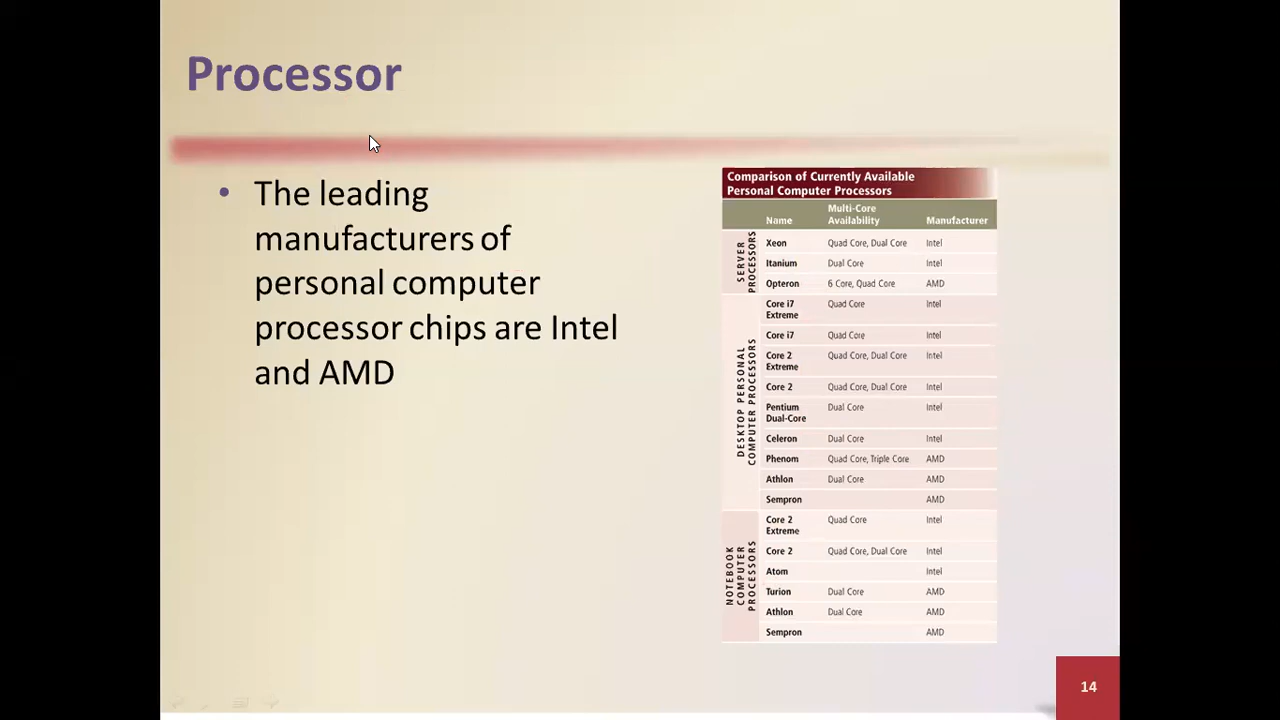 Processor
• The leading
manufacturers of
personal computer
processor chips are Intel
and AMD
Comparison of Currently Available
Personal Computer Processors
Name Multi-Core Availability Manufacturer
SERVER PROCESSORS
Xeon Quad Core, Dual Core Intel
Itanium Dual Core Intel
Opteron 6 Core, Quad Core AMD
DESKTOP PERSONAL COMPUTER PROCESSORS
Core i7 Extreme Quad Core Intel
Core i7 Quad Core Intel
Core 2 Extreme Quad Core, Dual Core Intel
Core 2 Quad Core, Dual Core Intel
Pentium Dual-Core Dual Core Intel
Celeron Dual Core Intel
Phenom Quad Core, Triple Core AMD
Athlon Dual Core AMD
Sempron AMD
NOTEBOOK COMPUTER PROCESSORS
Core 2 Extreme Quad Core Intel
Core 2 Quad Core, Dual Core Intel
Atom Intel
Turion Dual Core AMD
Athlon Dual Core AMD
Sempron AMD
14